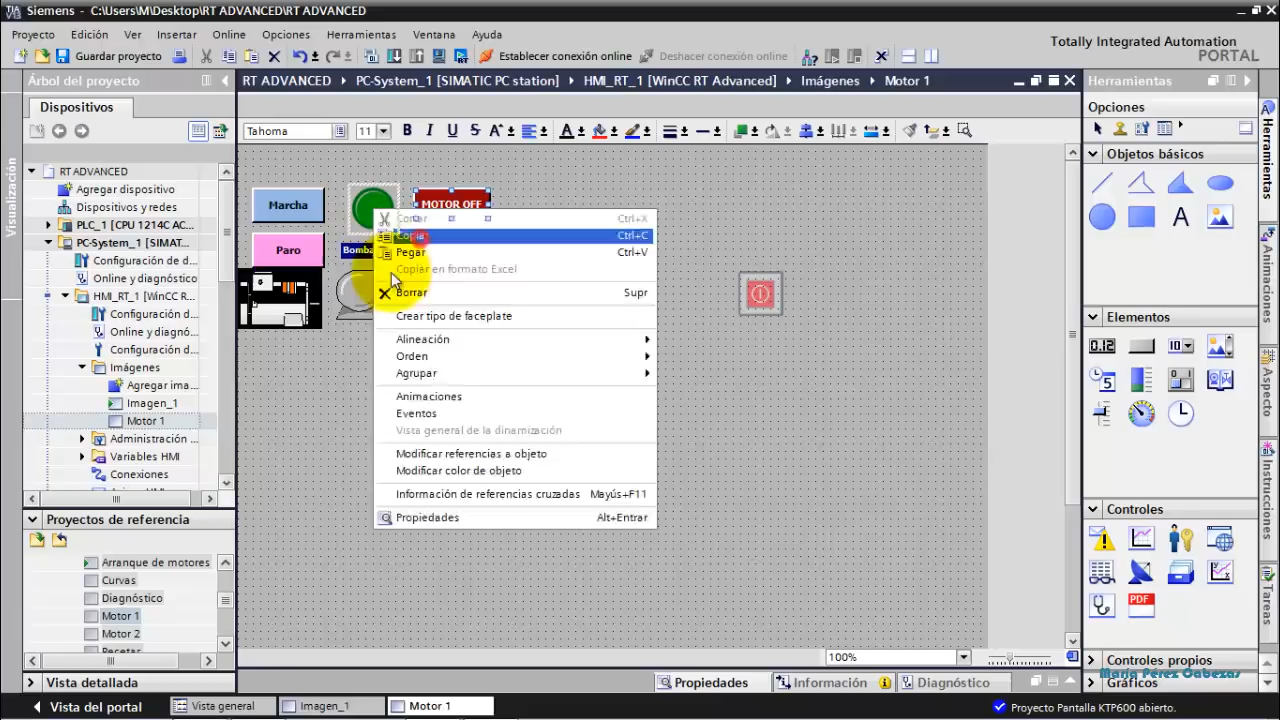 Siemens - C:\Users\M\Desktop\RT ADVANCED\RT ADVANCED
Proyecto Edición Ver Insertar Online Opciones Herramientas Ventana Ayuda
Totally Integrated Automation
PORTAL
Guardar proyecto Establecer conexión online Deshacer conexión online
Árbol del proyecto
RT ADVANCED PC-System_1 [SIMATIC PC station] HMI_RT_1 [WinCC RT Advanced] Imágenes Motor 1
Herramientas
Dispositivos
Opciones
Tahoma 11
Visualización
RT ADVANCED
Agregar dispositivo
Dispositivos y redes
PLC_1 [CPU 1214C AC...
PC-System_1 [SIMAT...
Configuración de d...
Online y diagnóstico
HMI_RT_1 [WinCC R...
Configuración d...
Online y diagnó...
Configuración d...
Imágenes
Agregar ima...
Imagen_1
Motor 1
Administración ...
Variables HMI
Conexiones
Proyectos de referencia
Arranque de motores
Curvas
Diagnóstico
Motor 1
Motor 2
Recetas
Vista detallada
Marcha
MOTOR OFF
Paro
Bomba
Cortar Ctrl+X
Copiar Ctrl+C
Pegar Ctrl+V
Copiar en formato Excel
Borrar Supr
Crear tipo de faceplate
Alineación
Orden
Agrupar
Animaciones
Eventos
Vista general de la dinamización
Modificar referencias a objeto
Modificar color de objeto
Información de referencias cruzadas Mayús+F11
Propiedades Alt+Entrar
100%
Propiedades Información Diagnóstico
Objetos básicos
Elementos
0.12 10
5
Controles
PDF
Controles propios
Gráficos
María Pérez Cabezas
Herramientas
Animaciones
Aspecto
Instrucciones
Tareas
Vista del portal Vista general Imagen_1 Motor 1
Proyecto Pantalla KTP600 abierto.